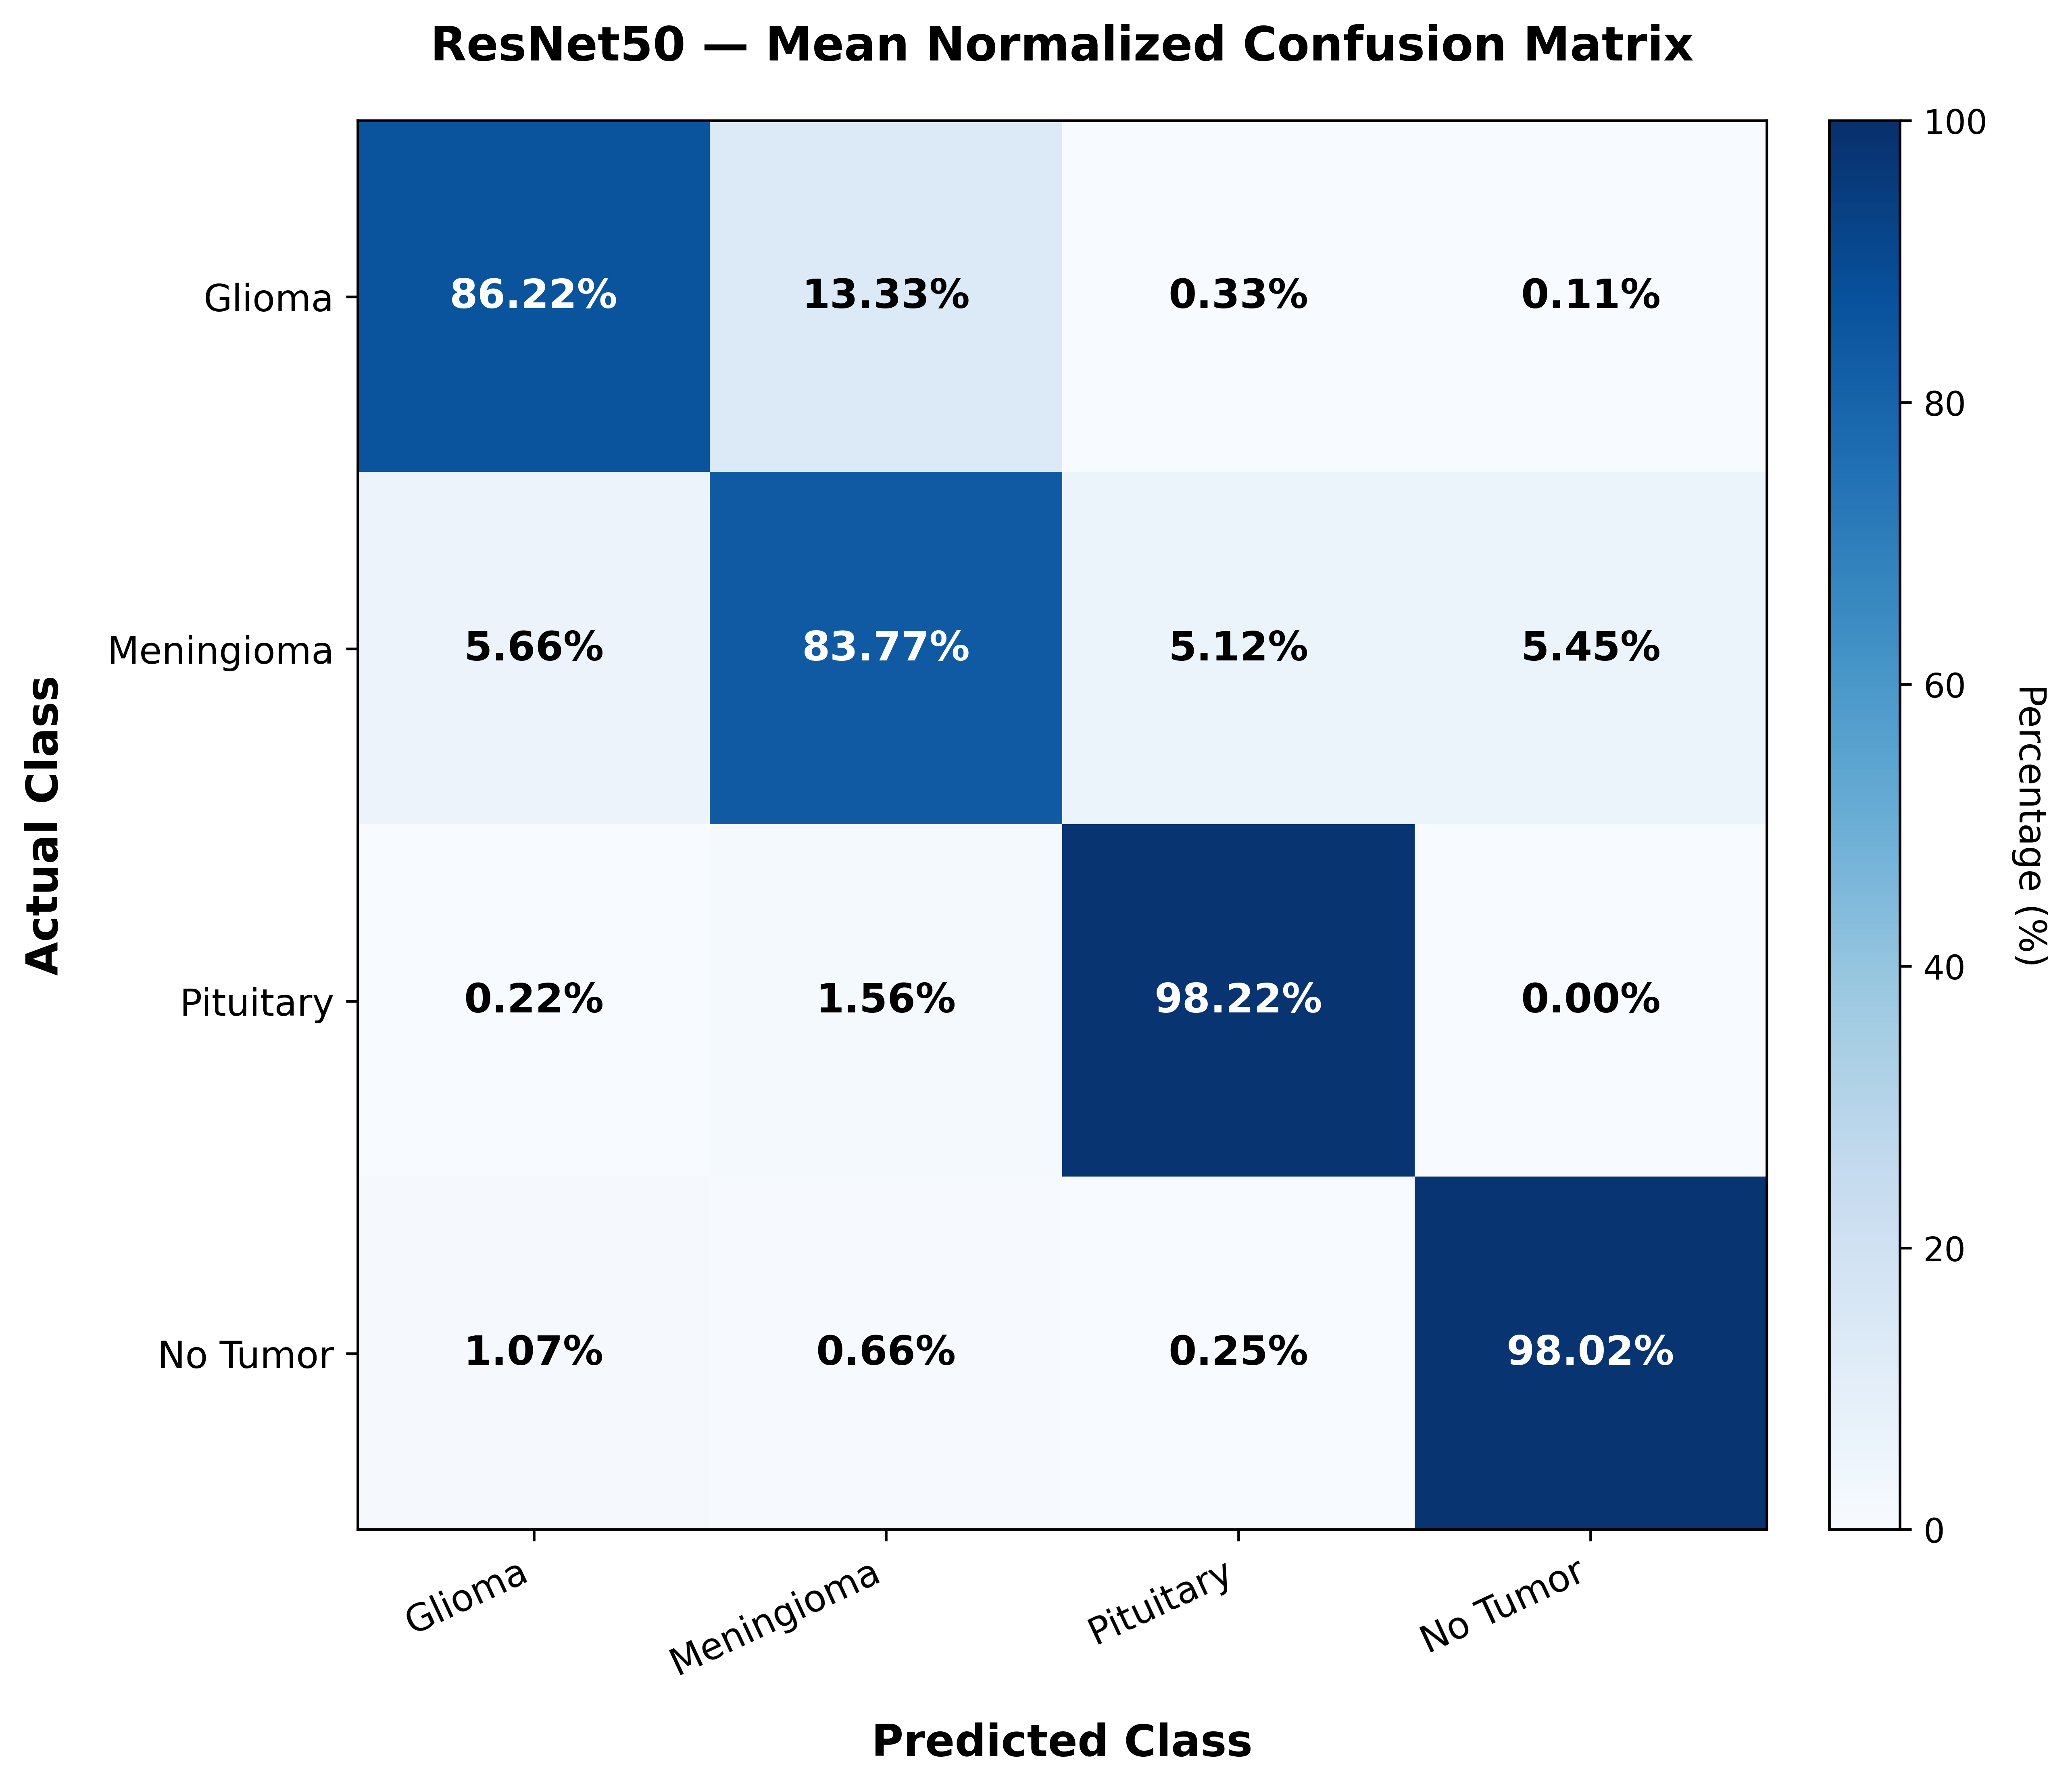 ResNet50 — Mean Normalized Confusion Matrix
100
Glioma 86.22% 13.33% 0.33% 0.11%
80
Meningioma 5.66% 83.77% 5.12% 5.45%
60
Actual Class
Percentage (%)
40
Pituitary 0.22% 1.56% 98.22% 0.00%
20
No Tumor 1.07% 0.66% 0.25% 98.02%
0
Glioma Meningioma Pituitary No Tumor
Predicted Class